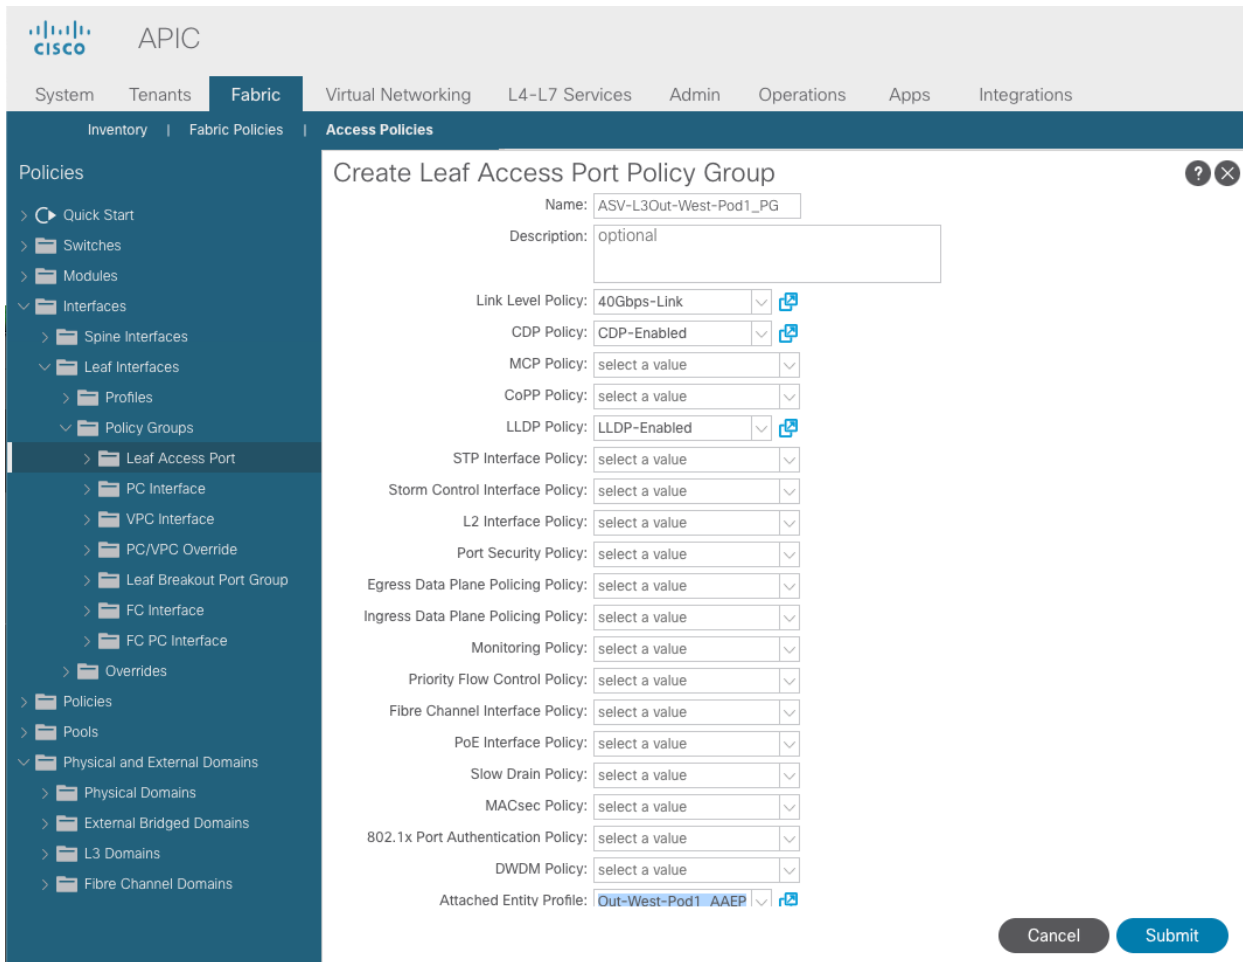 CISCO
APIC
System Tenants Fabric Virtual Networking L4-L7 Services Admin Operations Apps Integrations
Inventory | Fabric Policies | Access Policies
Policies
Quick Start
Switches
Modules
Interfaces
Spine Interfaces
Leaf Interfaces
Profiles
Policy Groups
Leaf Access Port
PC Interface
VPC Interface
PC/VPC Override
Leaf Breakout Port Group
FC Interface
FC PC Interface
Overrides
Policies
Pools
Physical and External Domains
Physical Domains
External Bridged Domains
L3 Domains
Fibre Channel Domains
Create Leaf Access Port Policy Group
Name: ASV-L3Out-West-Pod1_PG
Description: optional
Link Level Policy: 40Gbps-Link
CDP Policy: CDP-Enabled
MCP Policy: select a value
CoPP Policy: select a value
LLDP Policy: LLDP-Enabled
STP Interface Policy: select a value
Storm Control Interface Policy: select a value
L2 Interface Policy: select a value
Port Security Policy: select a value
Egress Data Plane Policing Policy: select a value
Ingress Data Plane Policing Policy: select a value
Monitoring Policy: select a value
Priority Flow Control Policy: select a value
Fibre Channel Interface Policy: select a value
PoE Interface Policy: select a value
Slow Drain Policy: select a value
MACsec Policy: select a value
802.1x Port Authentication Policy: select a value
DWDM Policy: select a value
Attached Entity Profile: Out-West-Pod1_AAEP
Cancel Submit